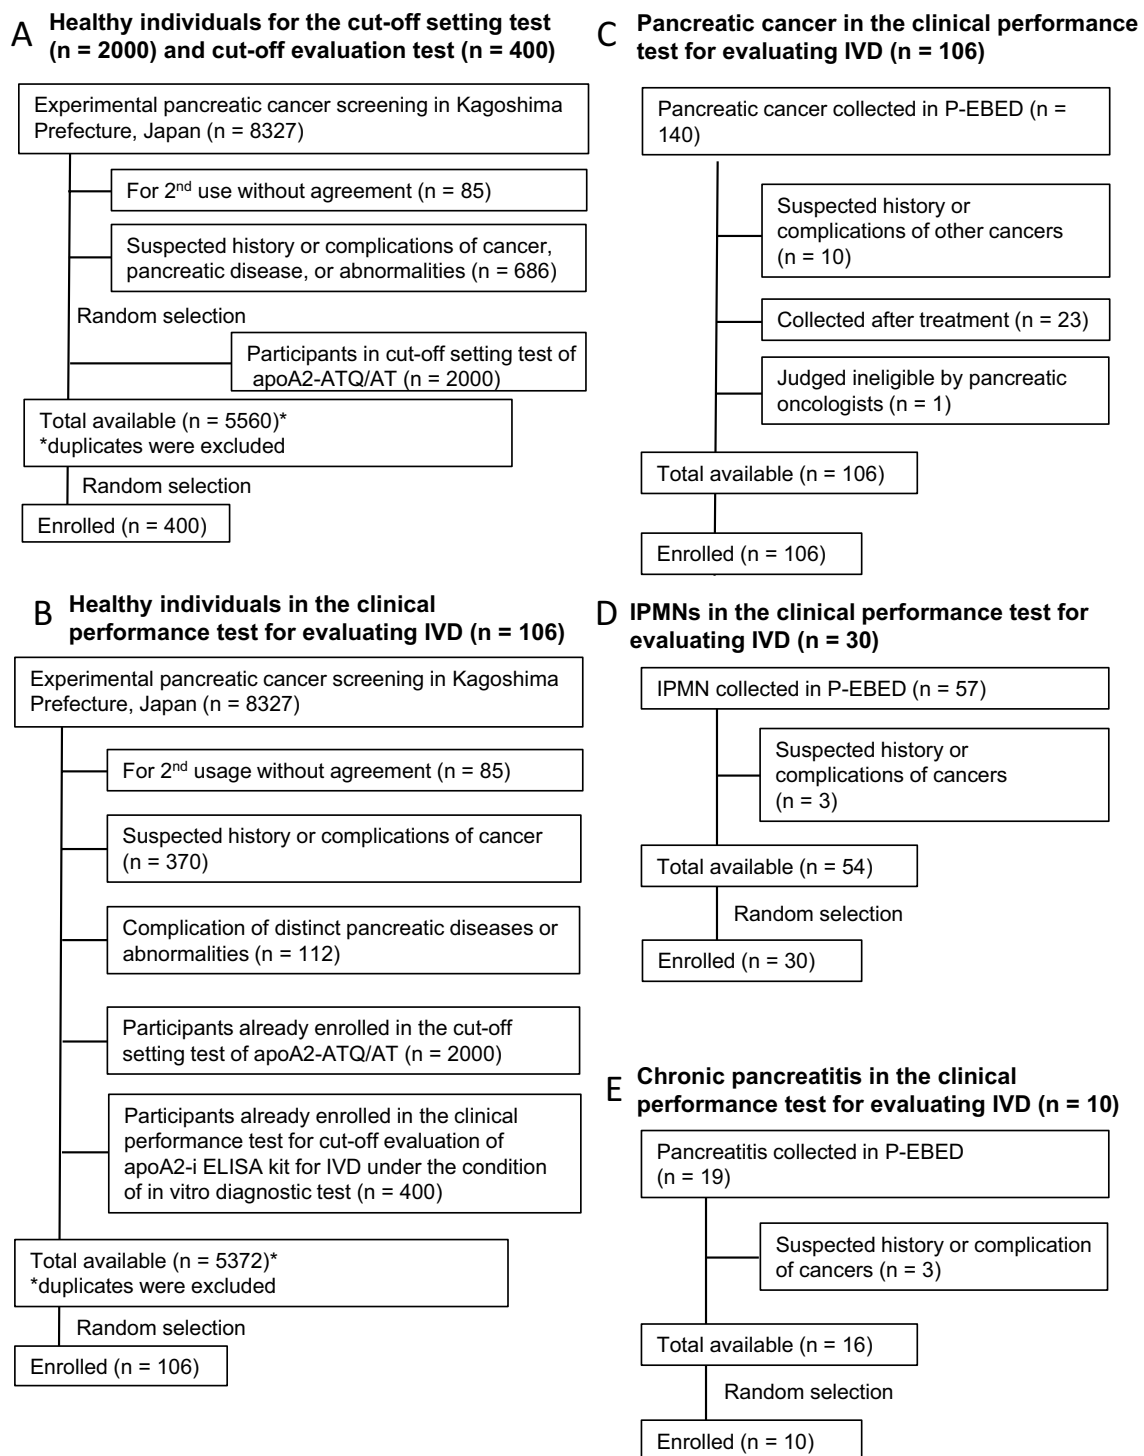 A
Healthy individuals for the cut-off setting test
(n = 2000) and cut-off evaluation test (n = 400)
Experimental pancreatic cancer screening in Kagoshima
Prefecture, Japan (n = 8327)
For 2nd use without agreement (n = 85)
Suspected history or complications of cancer,
pancreatic disease, or abnormalities (n = 686)
Random selection
Participants in cut-off setting test of
apoA2-ATQ/AT (n = 2000)
Total available (n = 5560)*
*duplicates were excluded
Random selection
Enrolled (n = 400)
B
Healthy individuals in the clinical
performance test for evaluating IVD (n = 106)
Experimental pancreatic cancer screening in Kagoshima
Prefecture, Japan (n = 8327)
For 2nd usage without agreement (n = 85)
Suspected history or complications of cancer
(n = 370)
Complication of distinct pancreatic diseases or
abnormalities (n = 112)
Participants already enrolled in the cut-off
setting test of apoA2-ATQ/AT (n = 2000)
Participants already enrolled in the clinical
performance test for cut-off evaluation of
apoA2-i ELISA kit for IVD under the condition
of in vitro diagnostic test (n = 400)
Total available (n = 5372)*
*duplicates were excluded
Random selection
Enrolled (n = 106)
C
Pancreatic cancer in the clinical performance
test for evaluating IVD (n = 106)
Pancreatic cancer collected in P-EBED (n =
140)
Suspected history or
complications of other cancers
(n = 10)
Collected after treatment (n = 23)
Judged ineligible by pancreatic
oncologists (n = 1)
Total available (n = 106)
Enrolled (n = 106)
D
IPMNs in the clinical performance test for
evaluating IVD (n = 30)
IPMN collected in P-EBED (n = 57)
Suspected history or
complications of cancers
(n = 3)
Total available (n = 54)
Random selection
Enrolled (n = 30)
E
Chronic pancreatitis in the clinical
performance test for evaluating IVD (n = 10)
Pancreatitis collected in P-EBED
(n = 19)
Suspected history or complication
of cancers (n = 3)
Total available (n = 16)
Random selection
Enrolled (n = 10)